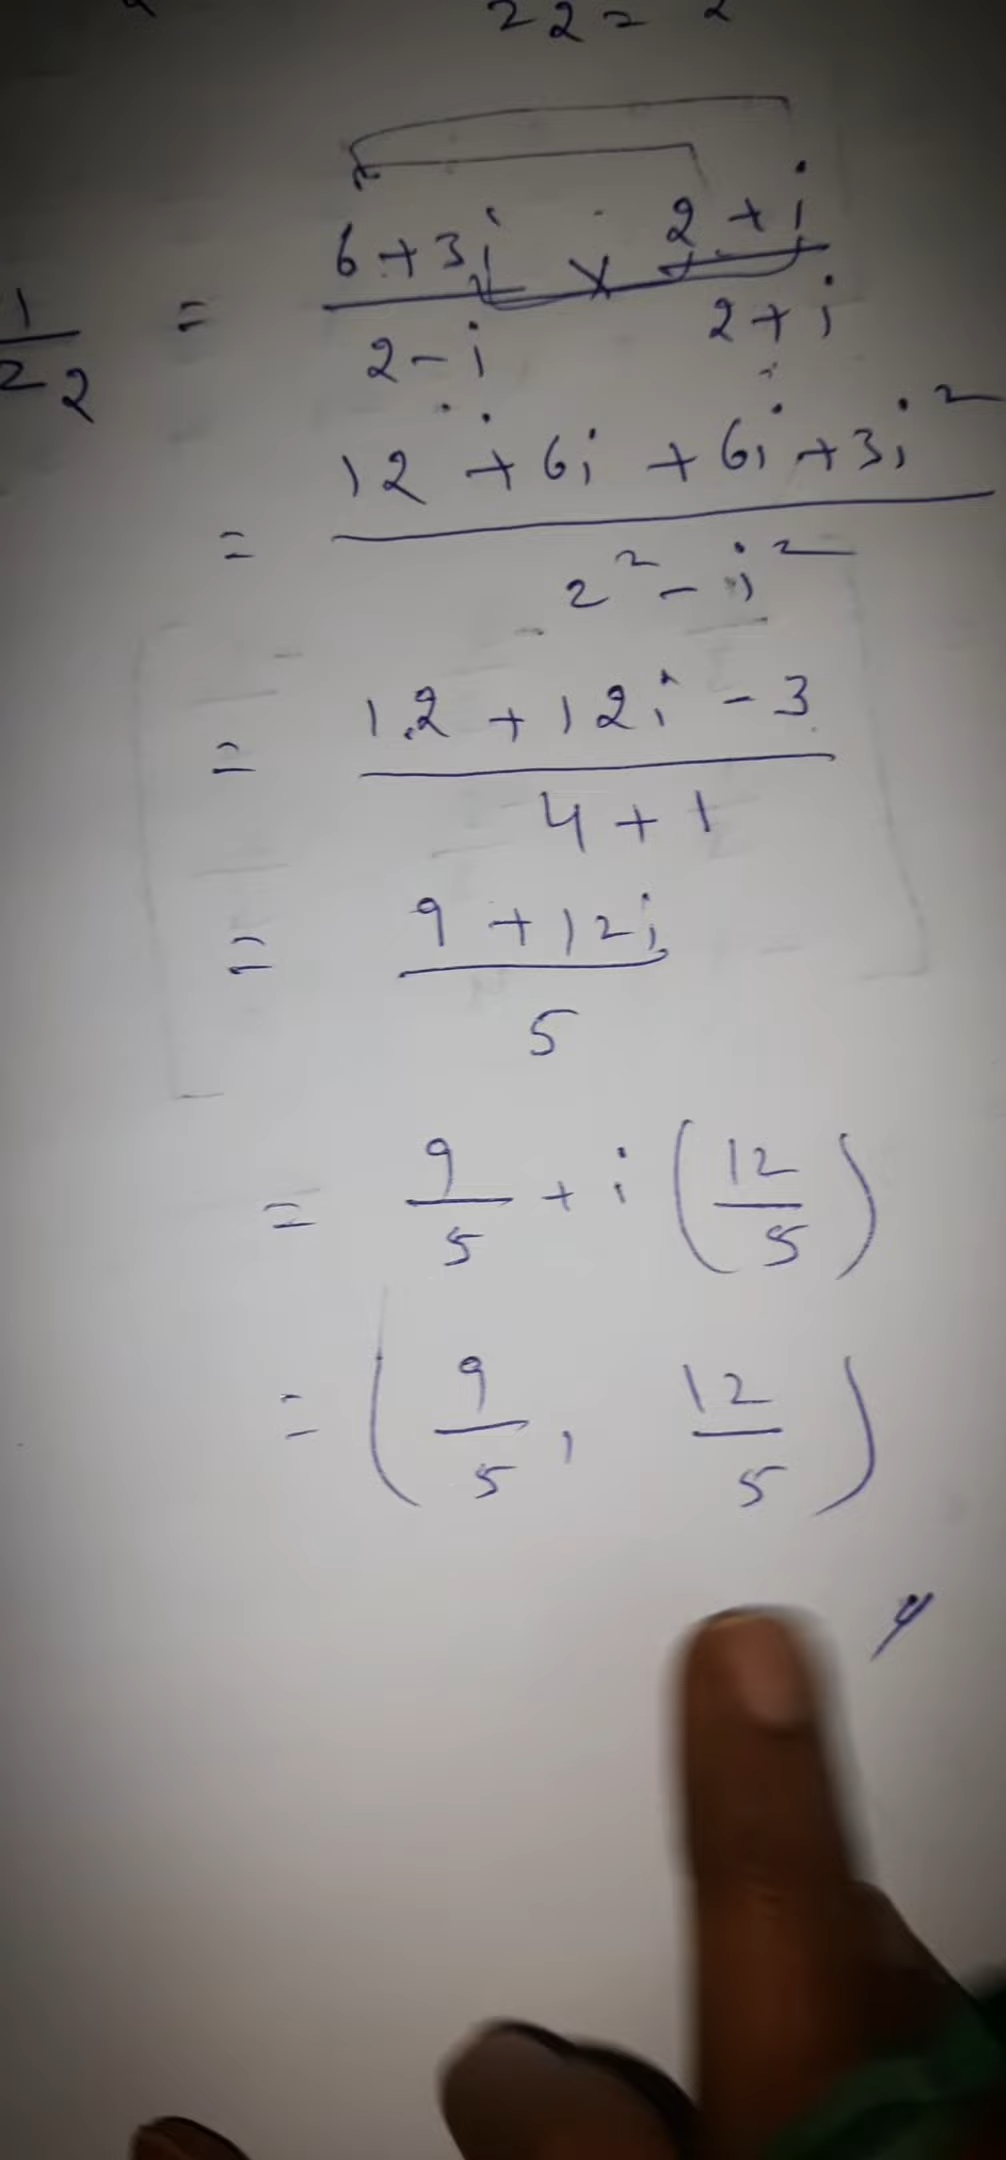 z2 = 2
1/z2 = (6+3i)/(2-i) × (2+i)/(2+i)
= (12 + 6i + 6i + 3i²)/(2² - i²)
= (12 + 12i - 3)/(4 + 1)
= (9 + 12i)/5
= 9/5 + i (12/5)
= (9/5, 12/5)